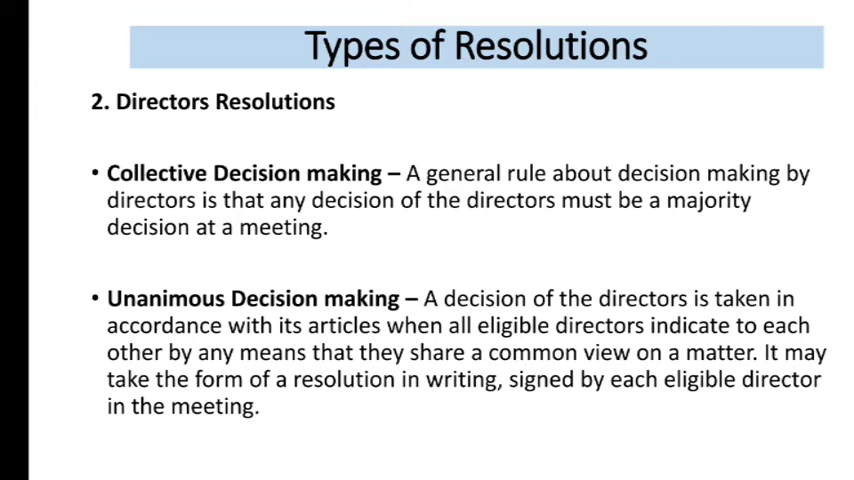 Types of Resolutions
2. Directors Resolutions
• Collective Decision making – A general rule about decision making by
directors is that any decision of the directors must be a majority
decision at a meeting.
• Unanimous Decision making – A decision of the directors is taken in
accordance with its articles when all eligible directors indicate to each
other by any means that they share a common view on a matter. It may
take the form of a resolution in writing, signed by each eligible director
in the meeting.